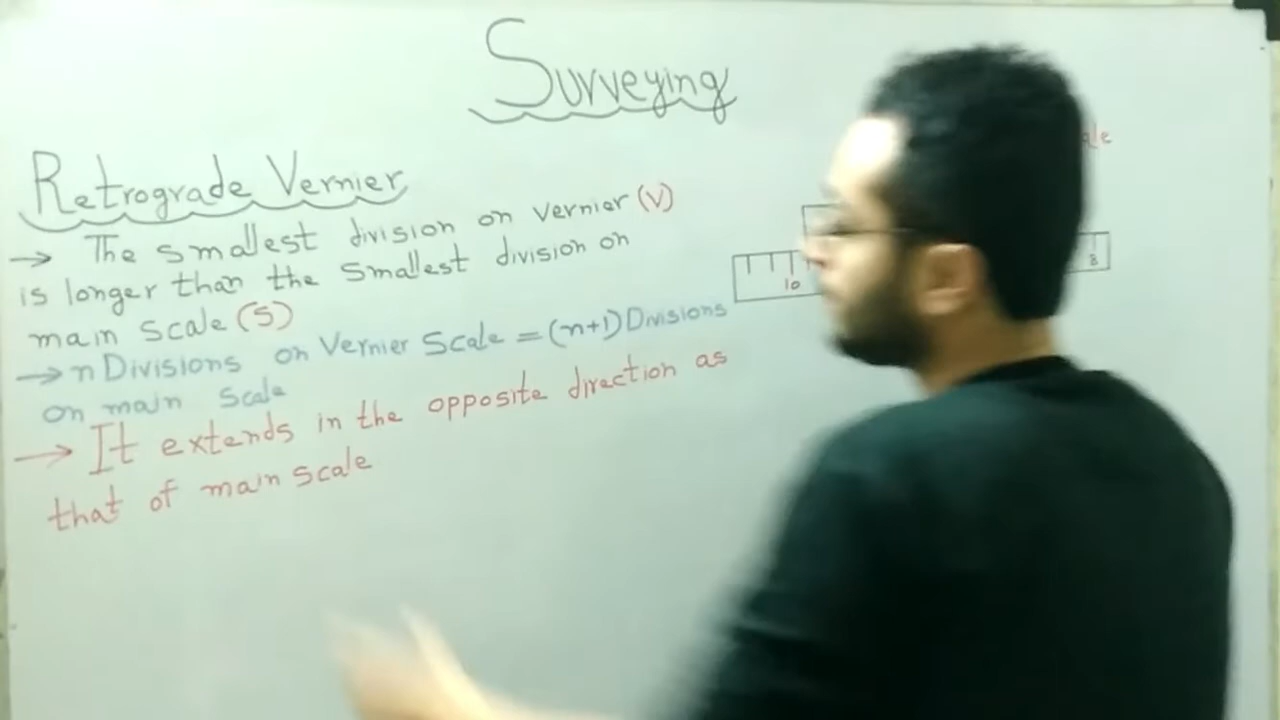 Surveying
Retrograde Vernier
→ The smallest division on vernier (V)
is longer than the smallest division on
main scale (S)
→ n Divisions on Vernier Scale = (n+1) Divisions
on main scale
→ It extends in the opposite direction as
that of main scale
10
8